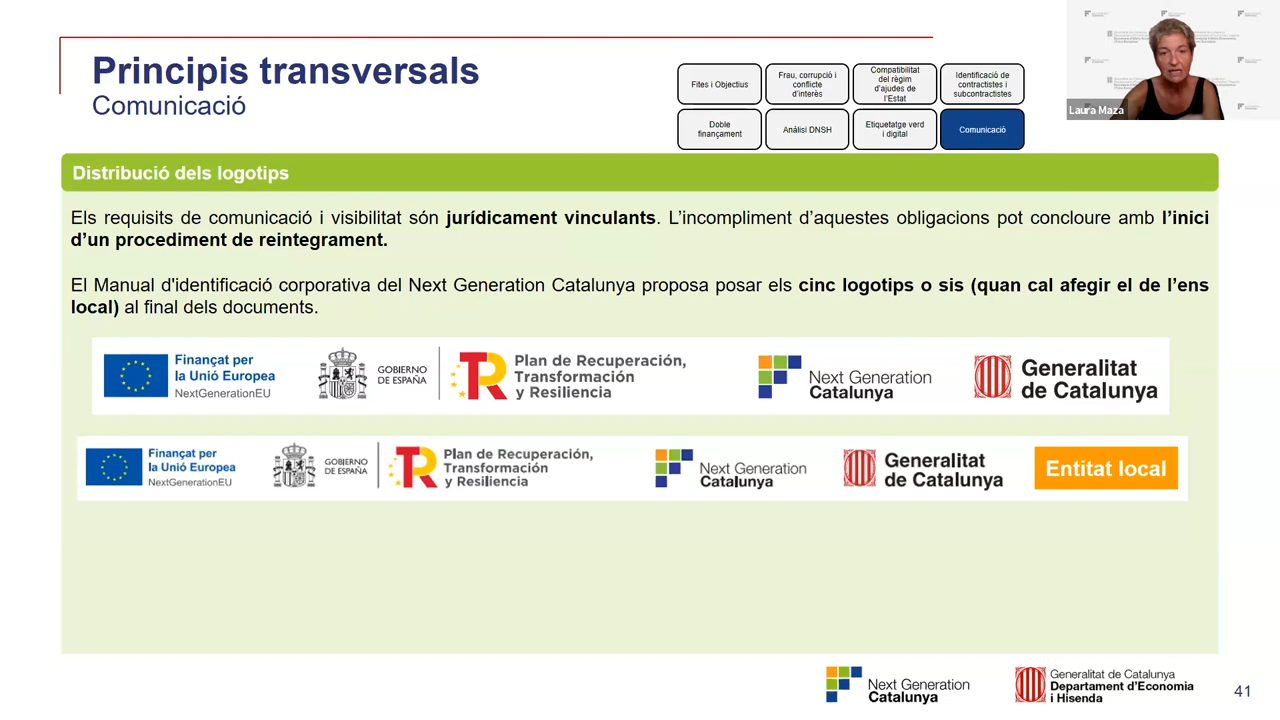 Principis transversals
Comunicació
Fites i Objectius
Frau, corrupció i
conflicte
d'interès
Compatibilitat
del règim
d'ajudes de
l'Estat
Identificació de
contractistes i
subcontractistes
Doble
finançament
Anàlisi DNSH
Etiquetatge verd
i digital
Comunicació
Laura Maza
Distribució dels logotips
Els requisits de comunicació i visibilitat són jurídicament vinculants. L’incompliment d’aquestes obligacions pot concloure amb l’inici
d’un procediment de reintegrament.
El Manual d'identificació corporativa del Next Generation Catalunya proposa posar els cinc logotips o sis (quan cal afegir el de l’ens
local) al final dels documents.
Finançat per
la Unió Europea
NextGenerationEU
GOBIERNO
DE ESPAÑA
Plan de Recuperación,
Transformación
y Resiliencia
Next Generation
Catalunya
Generalitat
de Catalunya
Finançat per
la Unió Europea
NextGenerationEU
GOBIERNO
DE ESPAÑA
Plan de Recuperación,
Transformación
y Resiliencia
Next Generation
Catalunya
Generalitat
de Catalunya
Entitat local
Next Generation
Catalunya
Generalitat de Catalunya
Departament d’Economia
i Hisenda
41